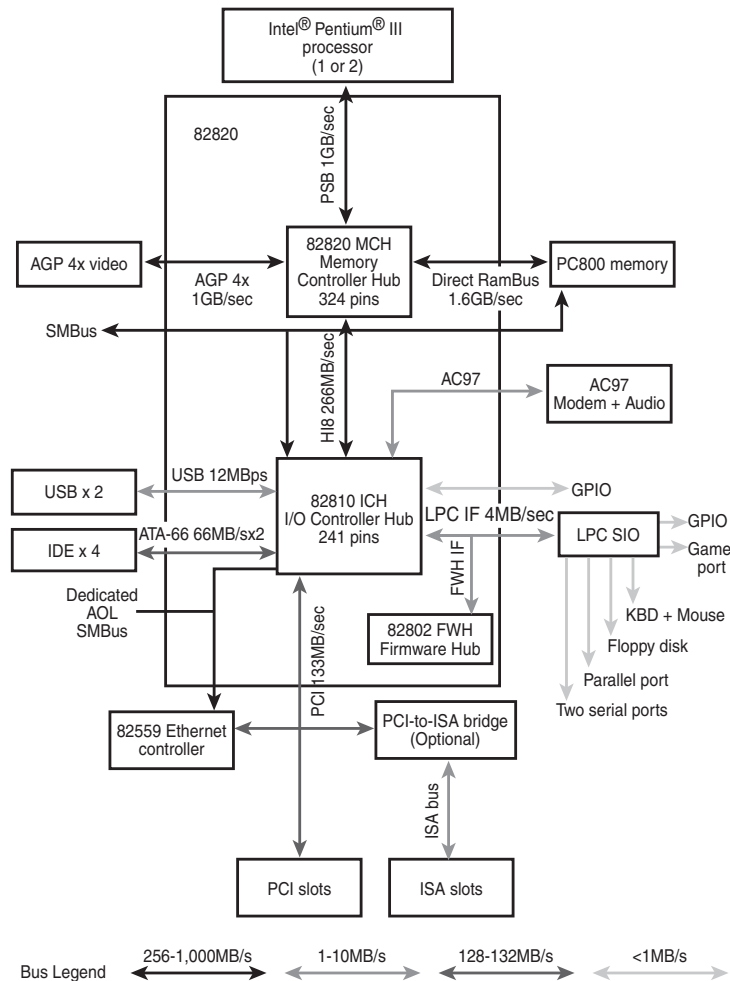 Intel® Pentium® III
processor
(1 or 2)
82820
PSB 1GB/sec
AGP 4x video
AGP 4x
1GB/sec
82820 MCH
Memory
Controller Hub
324 pins
Direct RamBus
1.6GB/sec
PC800 memory
SMBus
HI8 266MB/sec
AC97
AC97
Modem + Audio
USB x 2
USB 12MBps
82810 ICH
I/O Controller Hub
241 pins
GPIO
IDE x 4
ATA-66 66MB/sx2
LPC IF 4MB/sec
LPC SIO
GPIO
Game
port
FWH IF
Dedicated
AOL
SMBus
82802 FWH
Firmware Hub
KBD + Mouse
Floppy disk
Parallel port
Two serial ports
PCI 133MB/sec
82559 Ethernet
controller
PCI-to-ISA bridge
(Optional)
ISA bus
PCI slots
ISA slots
Bus Legend
256-1,000MB/s
1-10MB/s
128-132MB/s
<1MB/s